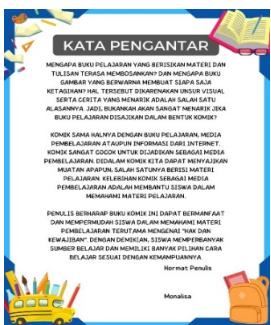 KATA PENGANTAR
MENGAPA BUKU PELAJARAN YANG BERISIKAN MATERI DAN
TULISAN TERASA MEMBOSANKAN? DAN MENGAPA BUKU
GAMBAR YANG BERWARNA MEMBUAT SIAPA SAJA
KETAGIHAN? HAL TERSEBUT DIKARENAKAN UNSUR VISUAL
SERTA CERITA YANG MENARIK ADALAH SALAH SATU
ALASANNYA. JADI, BUKANKAH AKAN SANGAT MENARIK JIKA
BUKU PELAJARAN DISAJIKAN DALAM BENTUK KOMIK?
KOMIK SAMA HALNYA DENGAN BUKU PELAJARAN, MEDIA
PEMBELAJARAN ATAUPUN INFORMASI DARI INTERNET.
KOMIK SANGAT COCOK UNTUK DIJADIKAN SEBAGAI MEDIA
PEMBELAJARAN. DIDALAM KOMIK KITA DAPAT MENYAJIKAN
MUATAN APAPUN, SALAH SATUNYA BERISI MATERI
PELAJARAN. KELEBIHAN KOMIK SEBAGAI MEDIA
PEMBELAJARAN ADALAH MEMBANTU SISWA DALAM
MEMAHAMI MATERI PELAJARAN.
PENULIS BERHARAP BUKU KOMIK INI DAPAT BERMANFAAT
DAN MEMPERMUDAH SISWA DALAM MEMAHAMI MATERI
PEMBELAJARAN TERUTAMA MENGENAI "HAK DAN
KEWAJIBAN". DENGAN DEMIKIAN, SISWA MEMPERBANYAK
SUMBER BELAJAR DAN MEMILIKI BANYAK PILIHAN CARA
BELAJAR SESUAI DENGAN KEMAMPUANNYA
Hormat Penulis
Monalisa